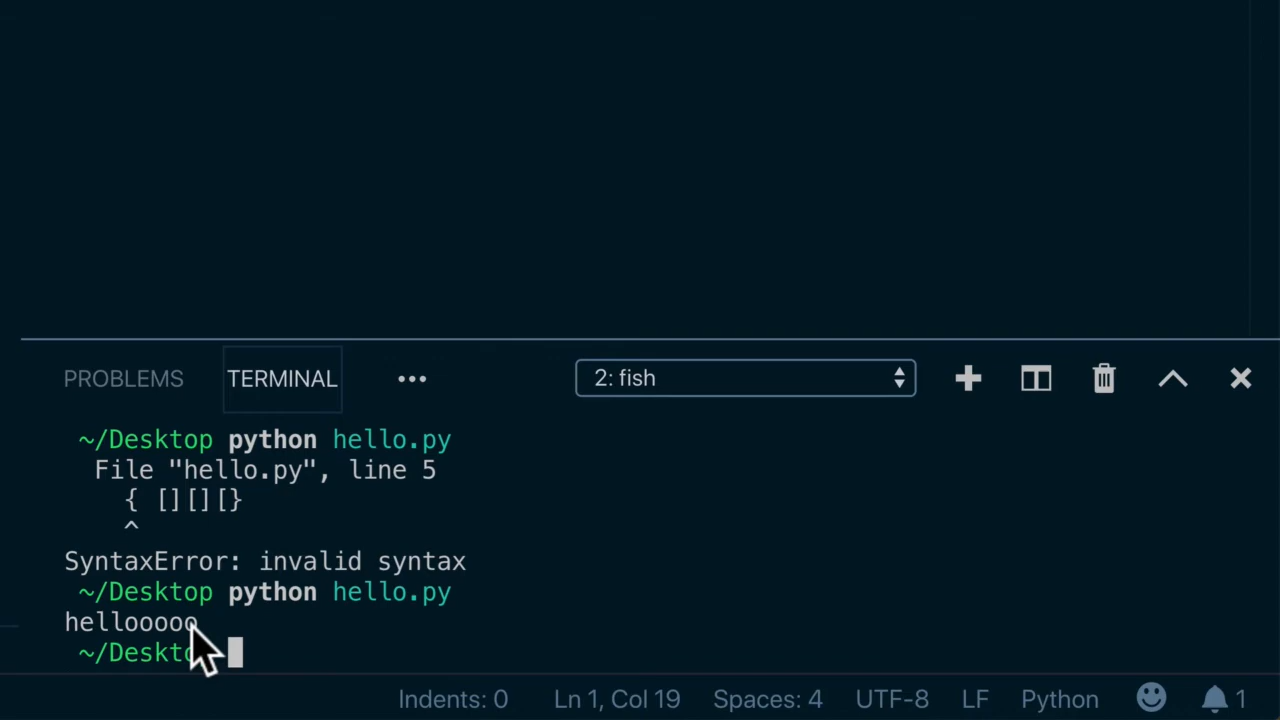 PROBLEMS TERMINAL ••• 2: fish
~/Desktop python hello.py
File "hello.py", line 5
{ [][][}
^
SyntaxError: invalid syntax
~/Desktop python hello.py
hellooooo
~/Deskto
Indents: 0 Ln 1, Col 19 Spaces: 4 UTF-8 LF Python 1